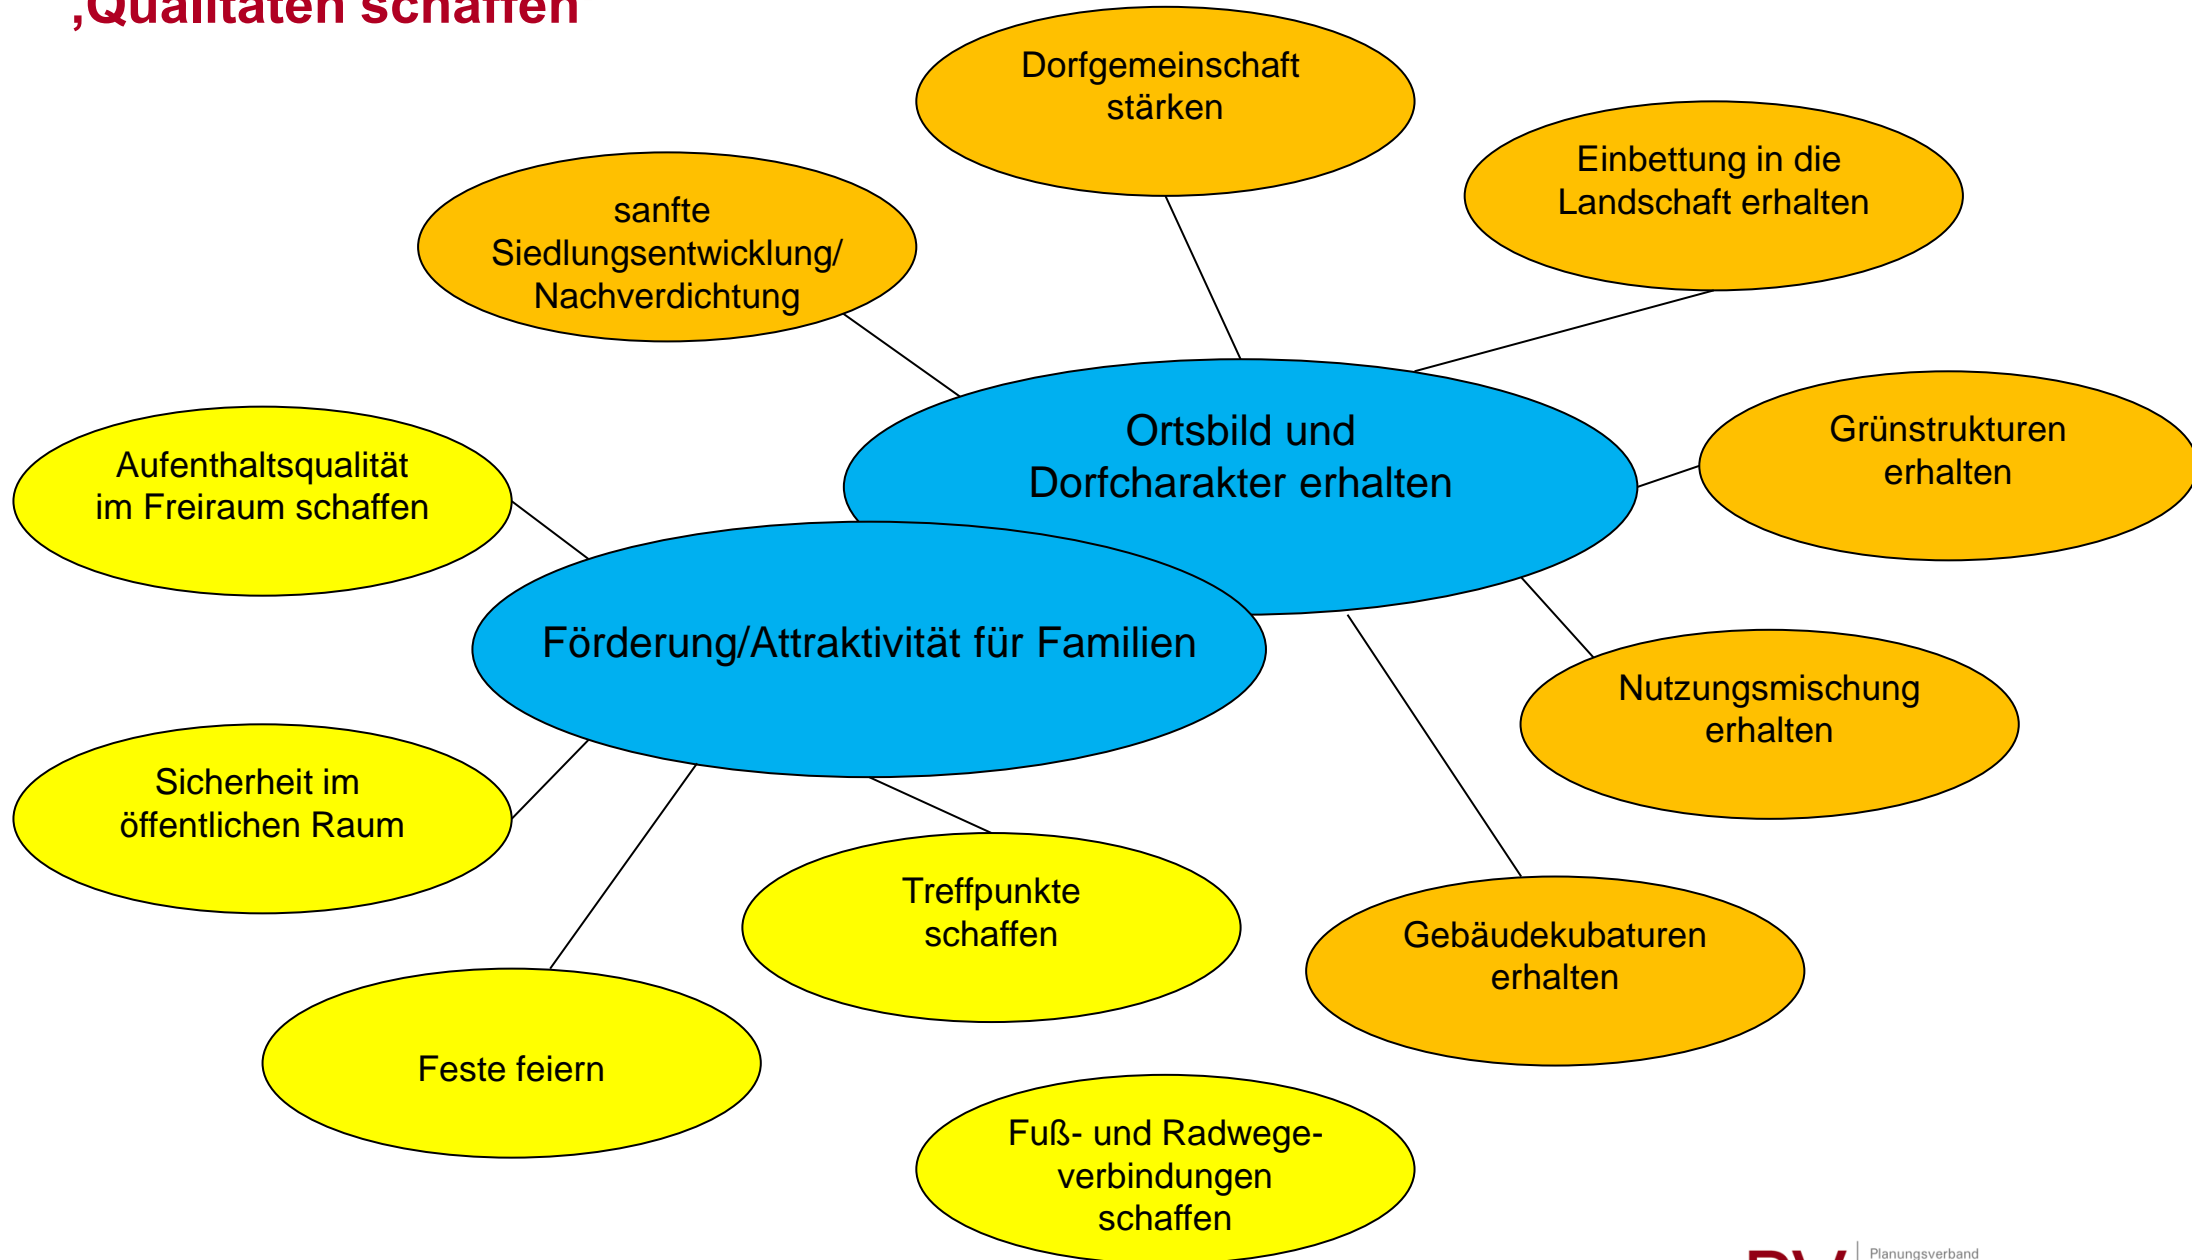 ‚Qualitäten schaffen
Dorfgemeinschaft
stärken
Einbettung in die
Landschaft erhalten
sanfte
Siedlungsentwicklung/
Nachverdichtung
Ortsbild und
Dorfcharakter erhalten
Grünstrukturen
erhalten
Aufenthaltsqualität
im Freiraum schaffen
Förderung/Attraktivität für Familien
Nutzungsmischung
erhalten
Sicherheit im
öffentlichen Raum
Treffpunkte
schaffen
Gebäudekubaturen
erhalten
Feste feiern
Fuß- und Radwege-
verbindungen
schaffen
PV
Planungsverband